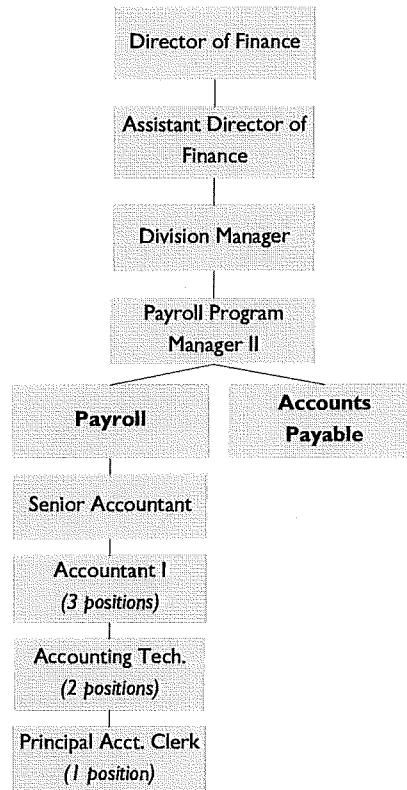 Director of Finance
Assistant Director of
Finance
Division Manager
Payroll Program
Manager II
Payroll
Accounts
Payable
Senior Accountant
Accountant I
(3 positions)
Accounting Tech.
(2 positions)
Principal Acct. Clerk
(1 position)